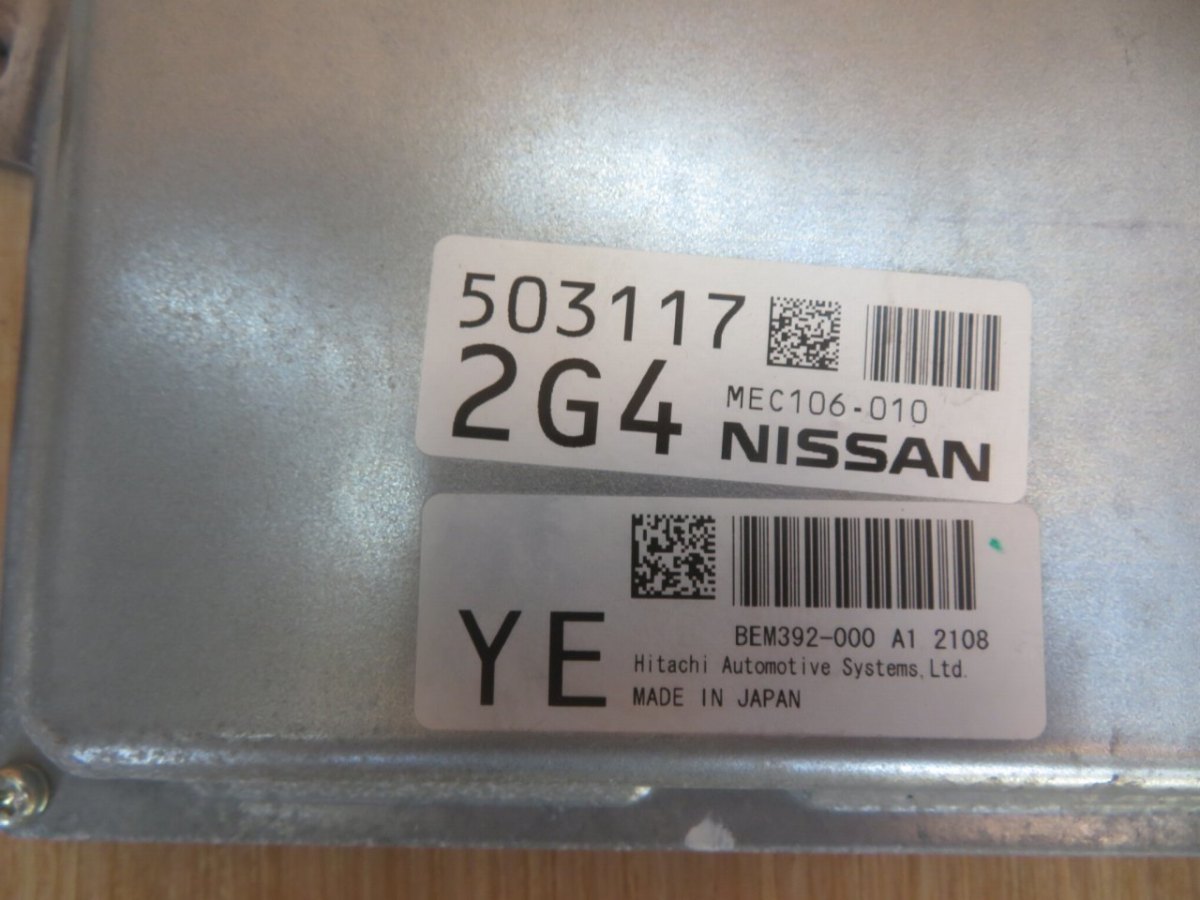 503117
2G4
MEC106-010
NISSAN
YE
BEM392-000 A1 2108
Hitachi Automotive Systems,Ltd.
MADE IN JAPAN